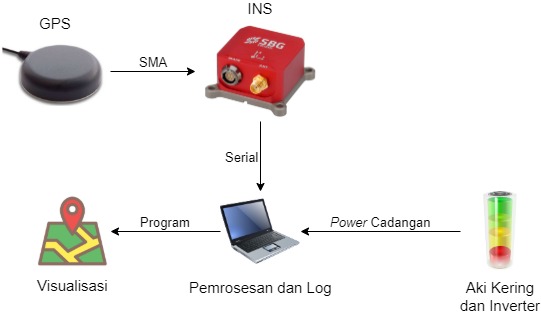 GPS
INS
SMA
SBG
Serial
Program
Power Cadangan
Visualisasi
Pemrosesan dan Log
Aki Kering
dan Inverter